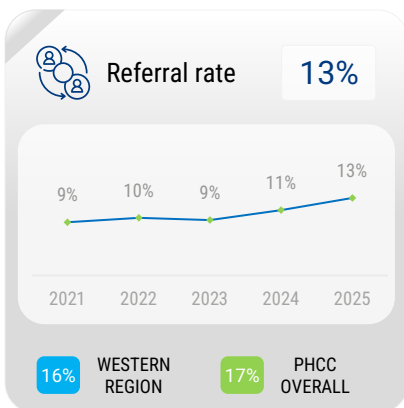 Referral rate 13%
9% 10% 9% 11% 13%
2021 2022 2023 2024 2025
16% WESTERN REGION
17% PHCC OVERALL